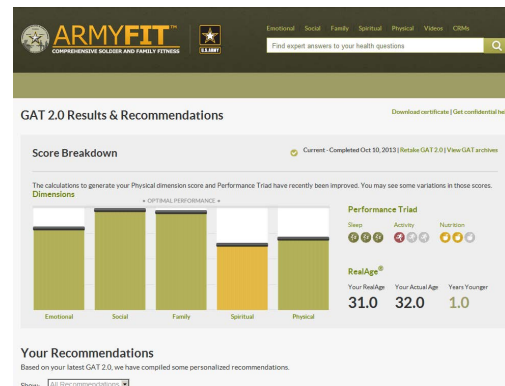 ARMYFIT™
COMPREHENSIVE SOLDIER AND FAMILY FITNESS
U.S.ARMY
Emotional Social Family Spiritual Physical Videos CRMs
Find expert answers to your health questions
GAT 2.0 Results & Recommendations
Download certificate | Get confidential hel
Score Breakdown
Current - Completed Oct 10, 2013 | Retake GAT 2.0 | View GAT archives
The calculations to generate your Physical dimension score and Performance Triad have recently been improved. You may see some variations in those scores.
Dimensions
• OPTIMAL PERFORMANCE •
Emotional Social Family Spiritual Physical
Performance Triad
Sleep Activity Nutrition
RealAge®
Your RealAge Your Actual Age Years Younger
31.0 32.0 1.0
Your Recommendations
Based on your latest GAT 2.0, we have compiled some personalized recommendations.
Show: All Recommendations